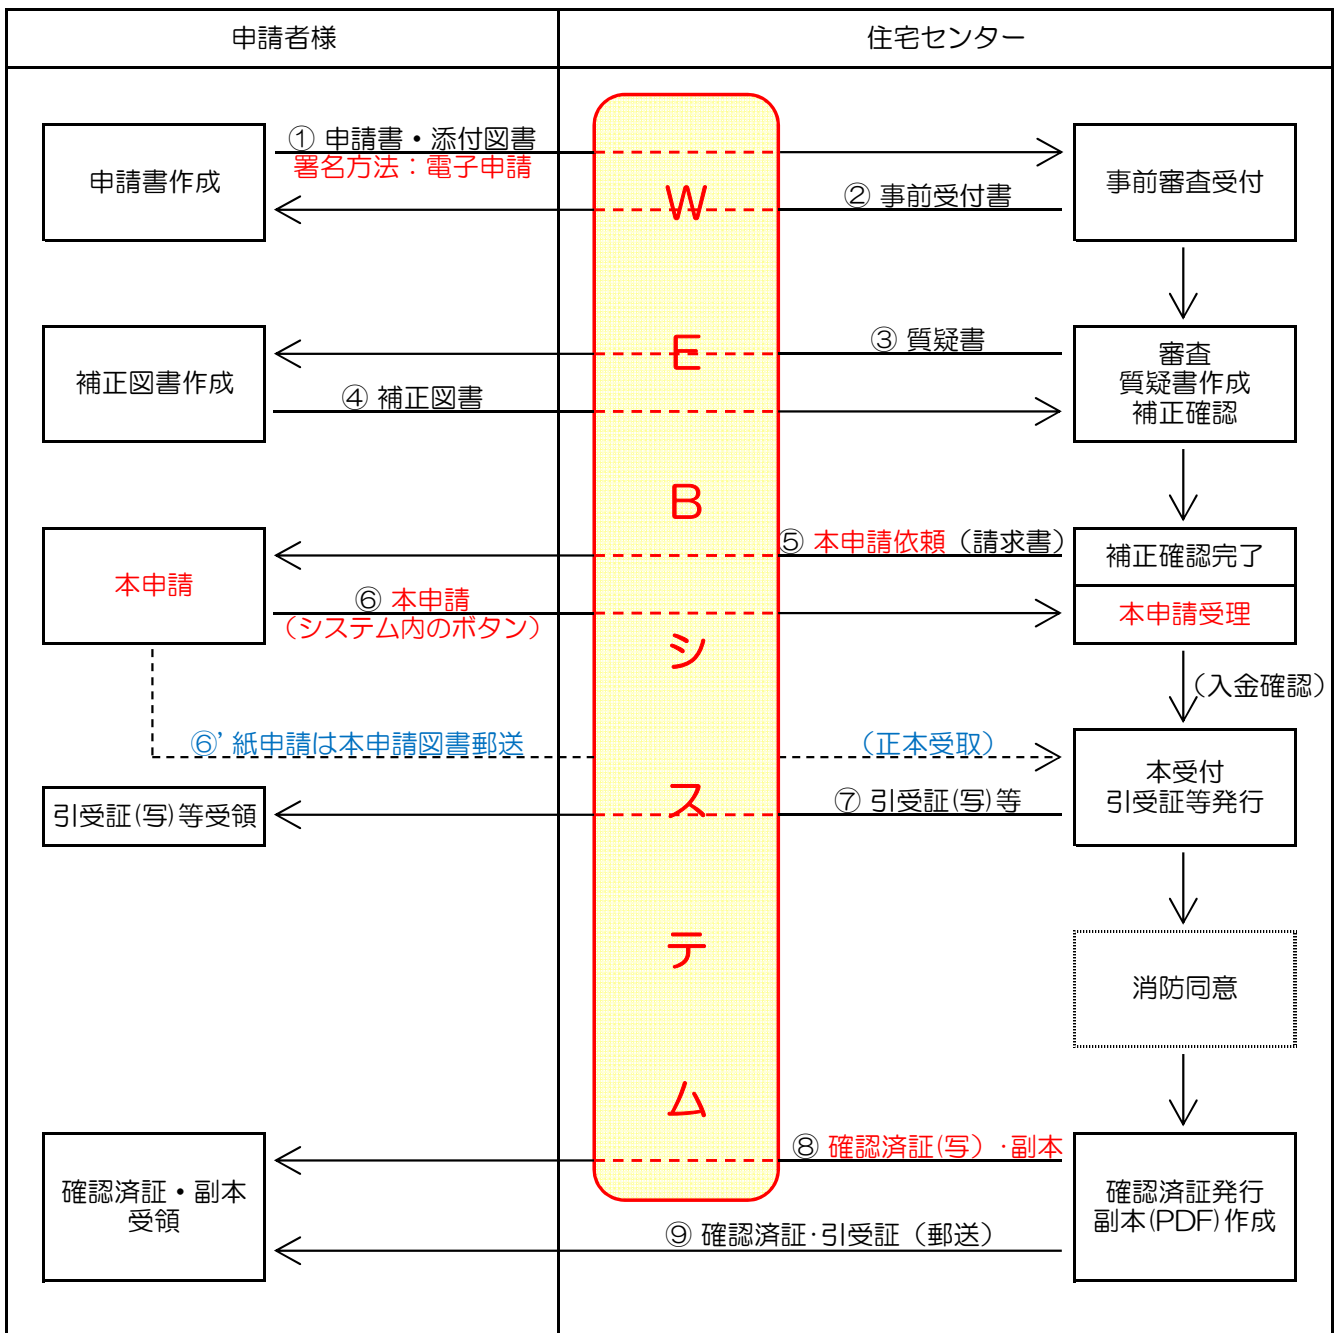 申請者様
住宅センター
① 申請書・添付図書
署名方法：電子申請
申請書作成
事前審査受付
② 事前受付書
③ 質疑書
補正図書作成
④ 補正図書
審査
質疑書作成
補正確認
⑤ 本申請依頼（請求書）
補正確認完了
本申請
⑥ 本申請
（システム内のボタン）
本申請受理
（入金確認）
⑥’ 紙申請は本申請図書郵送
（正本受取）
本受付
引受証等発行
⑦ 引受証(写)等
引受証(写)等受領
消防同意
⑧ 確認済証(写）・副本
確認済証・副本
受領
確認済証発行
副本(PDF)作成
⑨ 確認済証・引受証（郵送）
WEBシステム